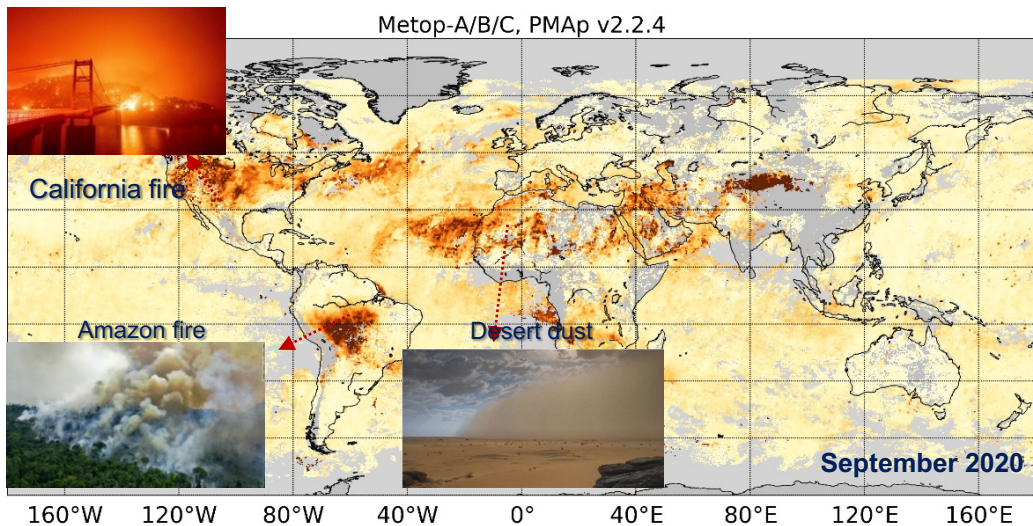 Metop-A/B/C, PMAp v2.2.4
California fire
Amazon fire
Desert dust
September 2020
160°W 120°W 80°W 40°W 0° 40°E 80°E 120°E 160°E